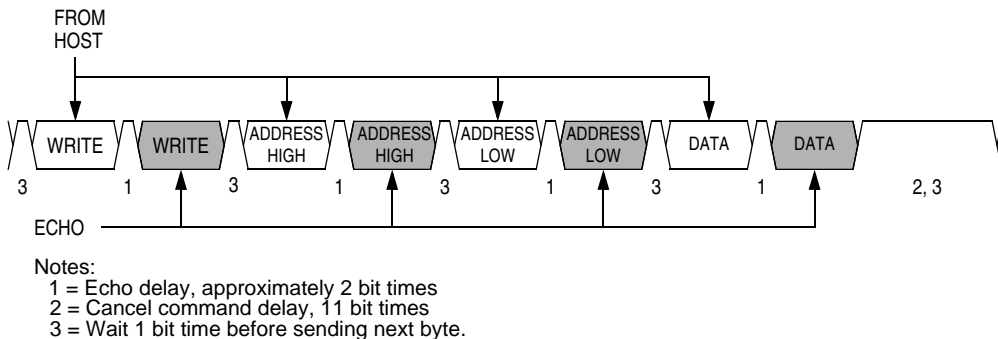 FROM
HOST
WRITE WRITE ADDRESS HIGH ADDRESS HIGH ADDRESS LOW ADDRESS LOW DATA DATA
3 1 3 1 3 1 3 1 2, 3
ECHO
Notes:
1 = Echo delay, approximately 2 bit times
2 = Cancel command delay, 11 bit times
3 = Wait 1 bit time before sending next byte.